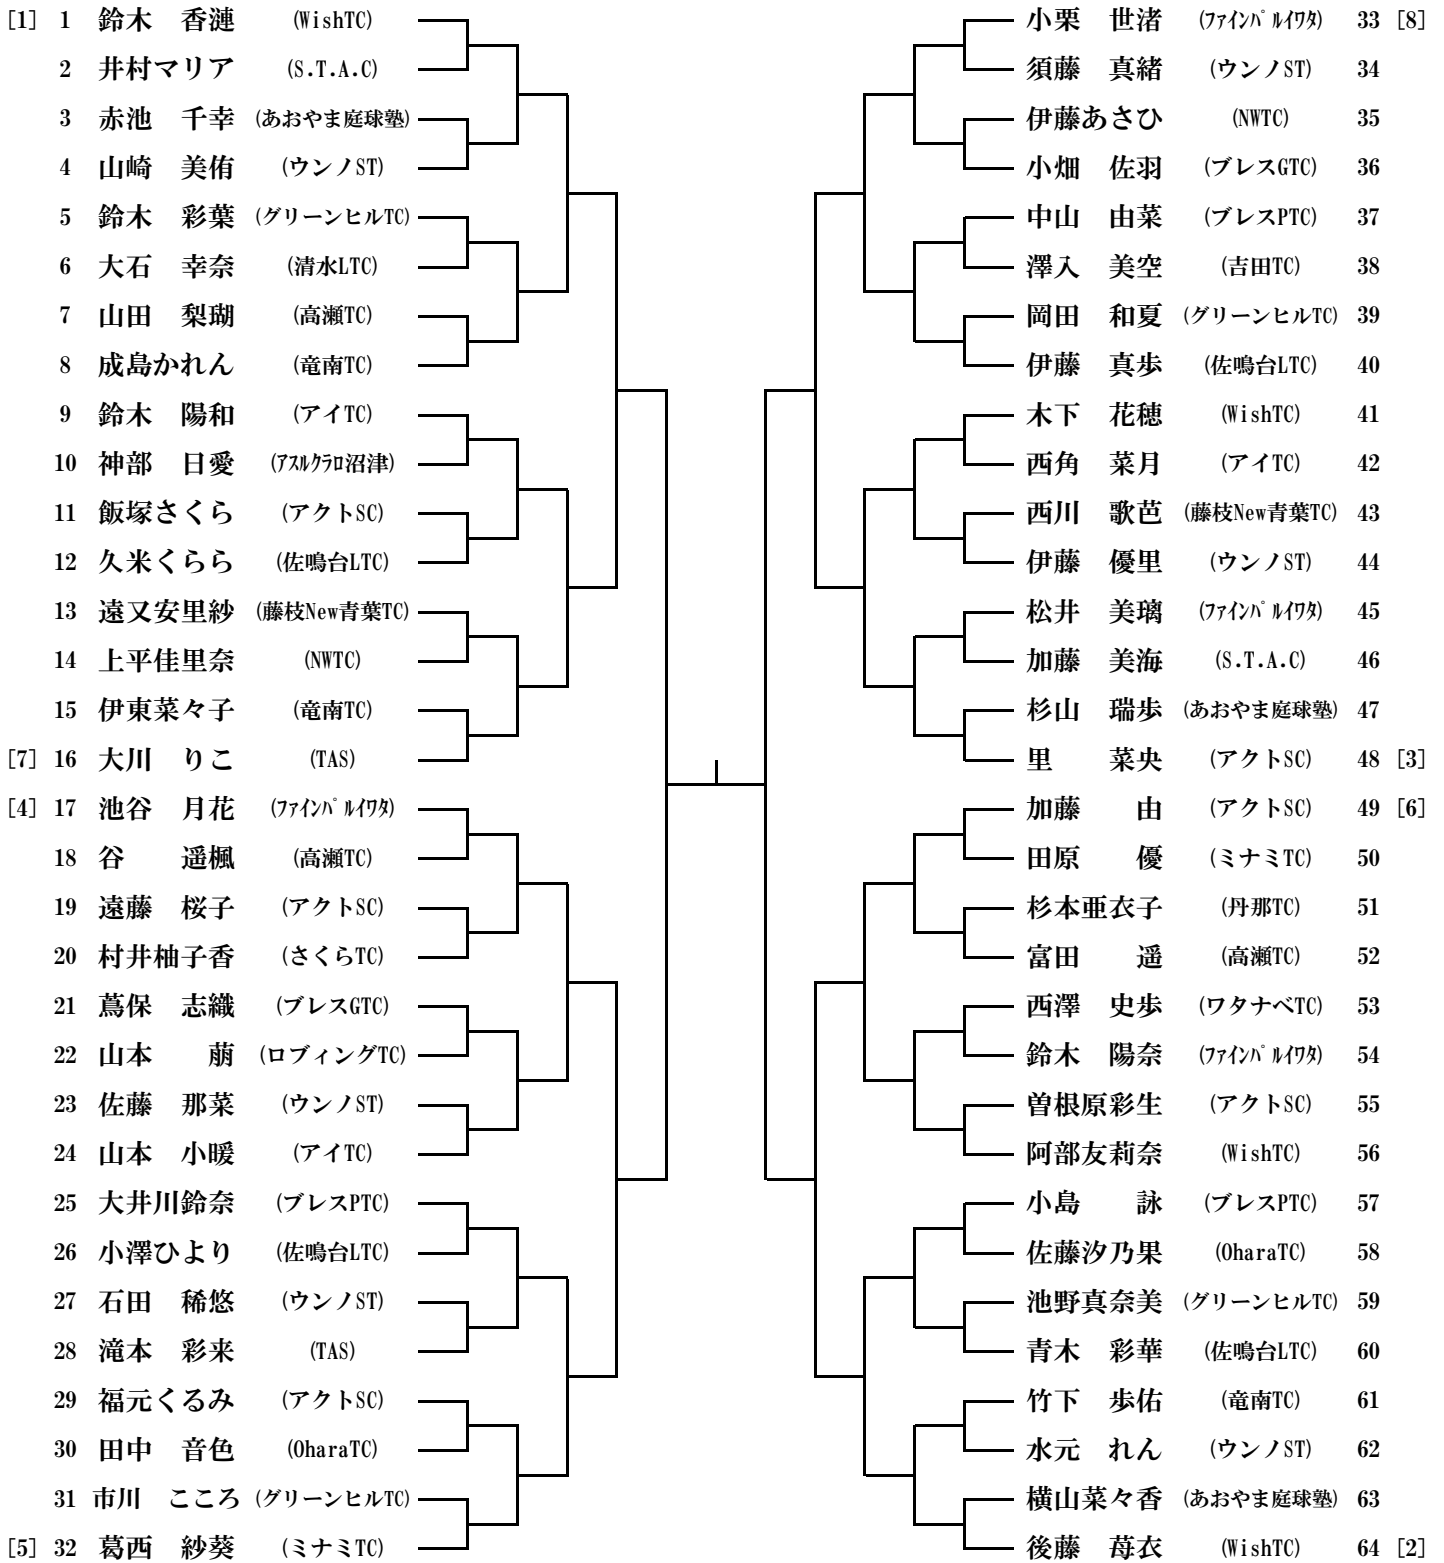 [1] 1 鈴木 香漣 (WishTC)
2 井村マリア (S.T.A.C)
3 赤池 千幸 (あおやま庭球塾)
4 山崎 美侑 (ウンノST)
5 鈴木 彩葉 (グリーンヒルTC)
6 大石 幸奈 (清水LTC)
7 山田 梨瑚 (高瀬TC)
8 成島かれん (竜南TC)
9 鈴木 陽和 (アイTC)
10 神部 日愛 (アスルクラロ沼津)
11 飯塚さくら (アクトSC)
12 久米くらら (佐鳴台LTC)
13 遠又安里紗 (藤枝New青葉TC)
14 上平佳里奈 (NWTC)
15 伊東菜々子 (竜南TC)
[7] 16 大川 りこ (TAS)
[4] 17 池谷 月花 (ファインパルイワタ)
18 谷 遥楓 (高瀬TC)
19 遠藤 桜子 (アクトSC)
20 村井柚子香 (さくらTC)
21 蔦保 志織 (ブレスGTC)
22 山本 萠 (ロブィングTC)
23 佐藤 那菜 (ウンノST)
24 山本 小暖 (アイTC)
25 大井川鈴奈 (ブレスPTC)
26 小澤ひより (佐鳴台LTC)
27 石田 稀悠 (ウンノST)
28 滝本 彩来 (TAS)
29 福元くるみ (アクトSC)
30 田中 音色 (OharaTC)
31 市川 こころ (グリーンヒルTC)
[5] 32 葛西 紗葵 (ミナミTC)
小栗 世渚 (ファインパルイワタ) 33 [8]
須藤 真緒 (ウンノST) 34
伊藤あさひ (NWTC) 35
小畑 佐羽 (ブレスGTC) 36
中山 由菜 (ブレスPTC) 37
澤入 美空 (吉田TC) 38
岡田 和夏 (グリーンヒルTC) 39
伊藤 真歩 (佐鳴台LTC) 40
木下 花穂 (WishTC) 41
西角 菜月 (アイTC) 42
西川 歌芭 (藤枝New青葉TC) 43
伊藤 優里 (ウンノST) 44
松井 美璃 (ファインパルイワタ) 45
加藤 美海 (S.T.A.C) 46
杉山 瑞歩 (あおやま庭球塾) 47
里 菜央 (アクトSC) 48 [3]
加藤 由 (アクトSC) 49 [6]
田原 優 (ミナミTC) 50
杉本亜衣子 (丹那TC) 51
富田 遥 (高瀬TC) 52
西澤 史歩 (ワタナベTC) 53
鈴木 陽奈 (ファインパルイワタ) 54
曽根原彩生 (アクトSC) 55
阿部友莉奈 (WishTC) 56
小島 詠 (ブレスPTC) 57
佐藤汐乃果 (OharaTC) 58
池野真奈美 (グリーンヒルTC) 59
青木 彩華 (佐鳴台LTC) 60
竹下 歩佑 (竜南TC) 61
水元 れん (ウンノST) 62
横山菜々香 (あおやま庭球塾) 63
後藤 苺衣 (WishTC) 64 [2]